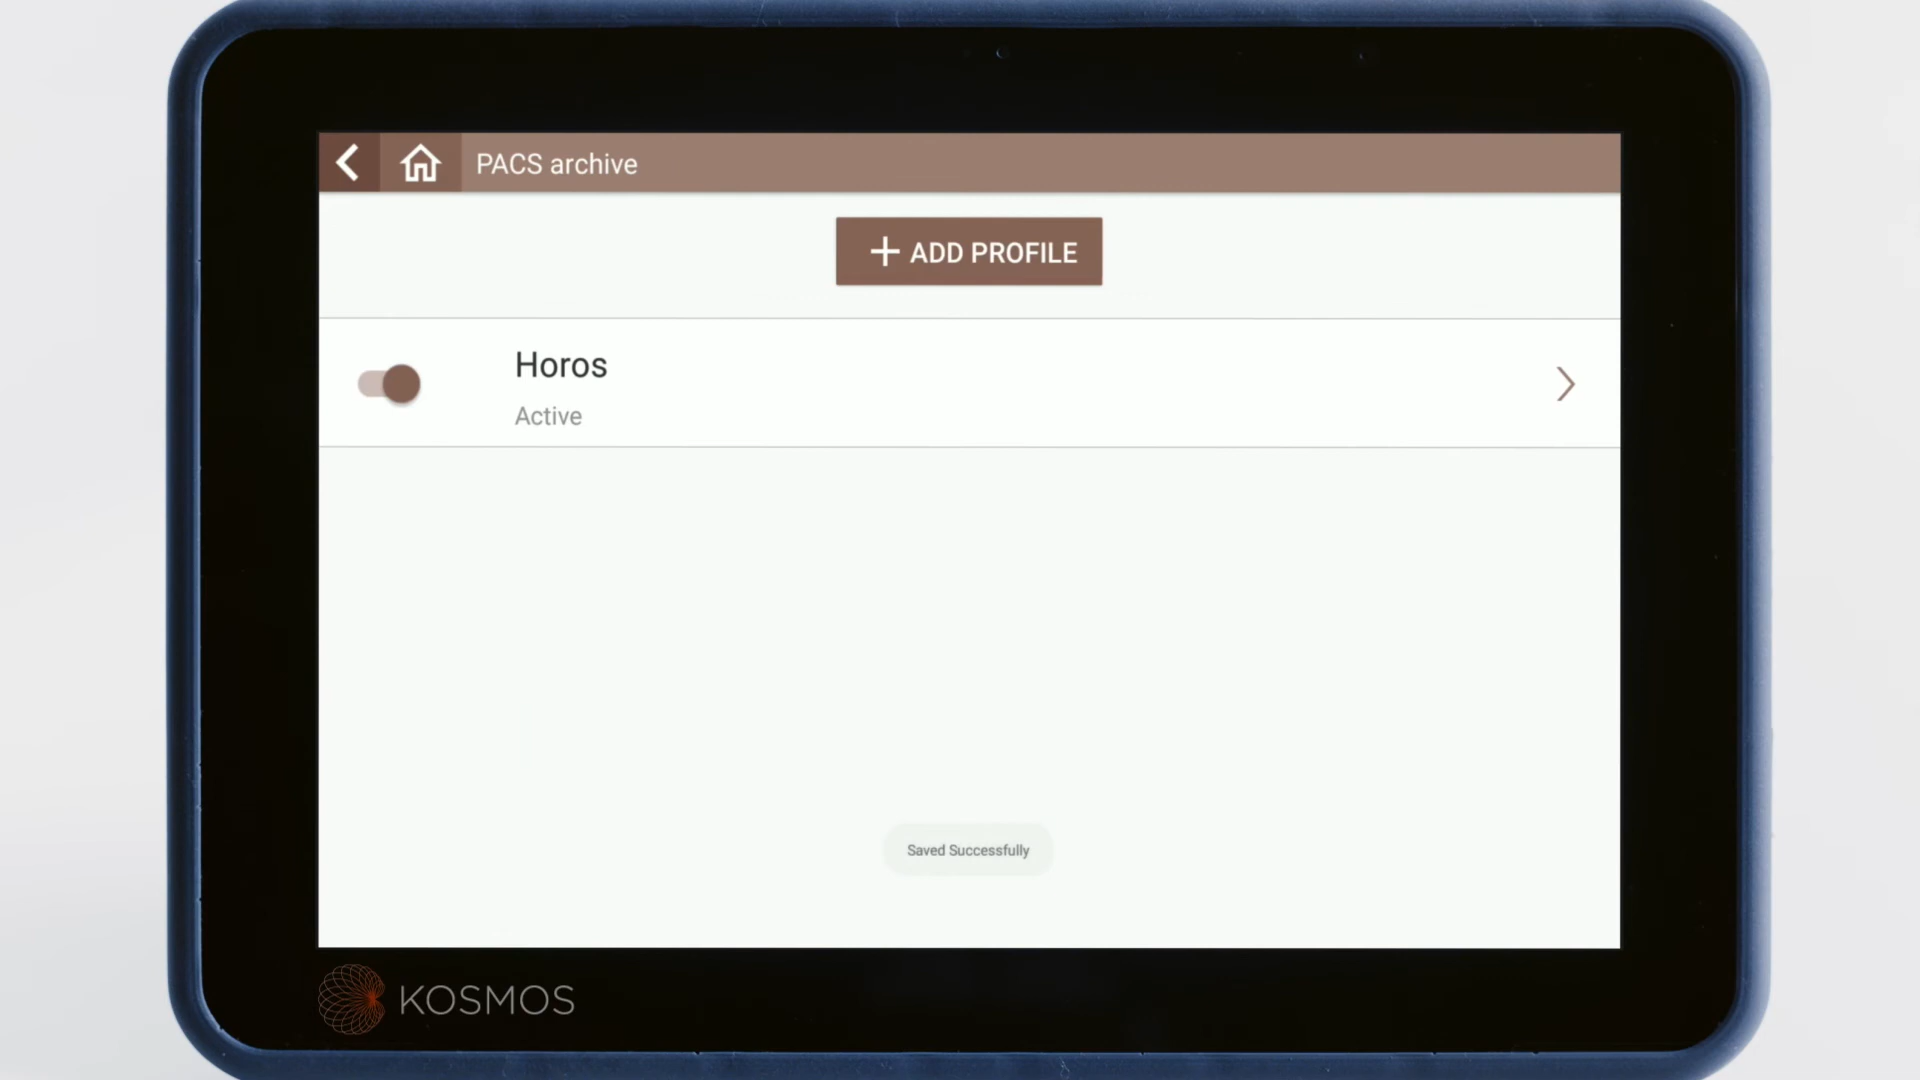 PACS archive
ADD PROFILE
Horos
Active
Saved Successfully
KOSMOS